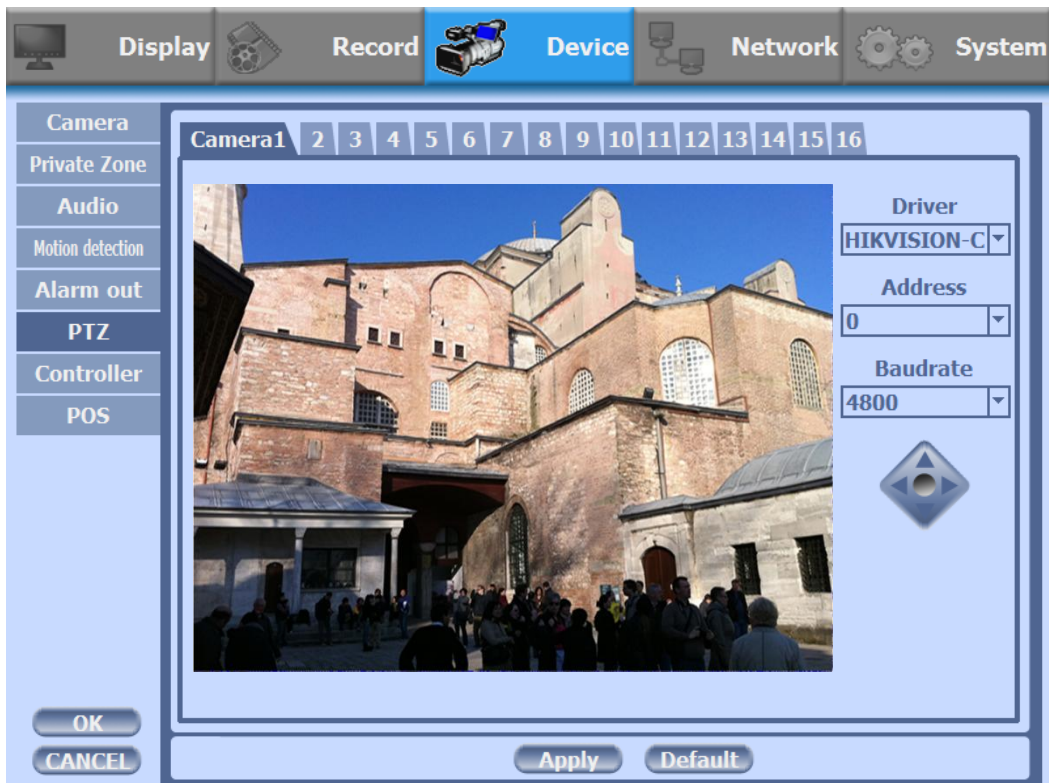 Display Record Device Network System
Camera
Private Zone
Audio
Motion detection
Alarm out
PTZ
Controller
POS
OK
CANCEL
Camera1 2 3 4 5 6 7 8 9 10 11 12 13 14 15 16
Driver
HIKVISION-C
Address
0
Baudrate
4800
Apply Default